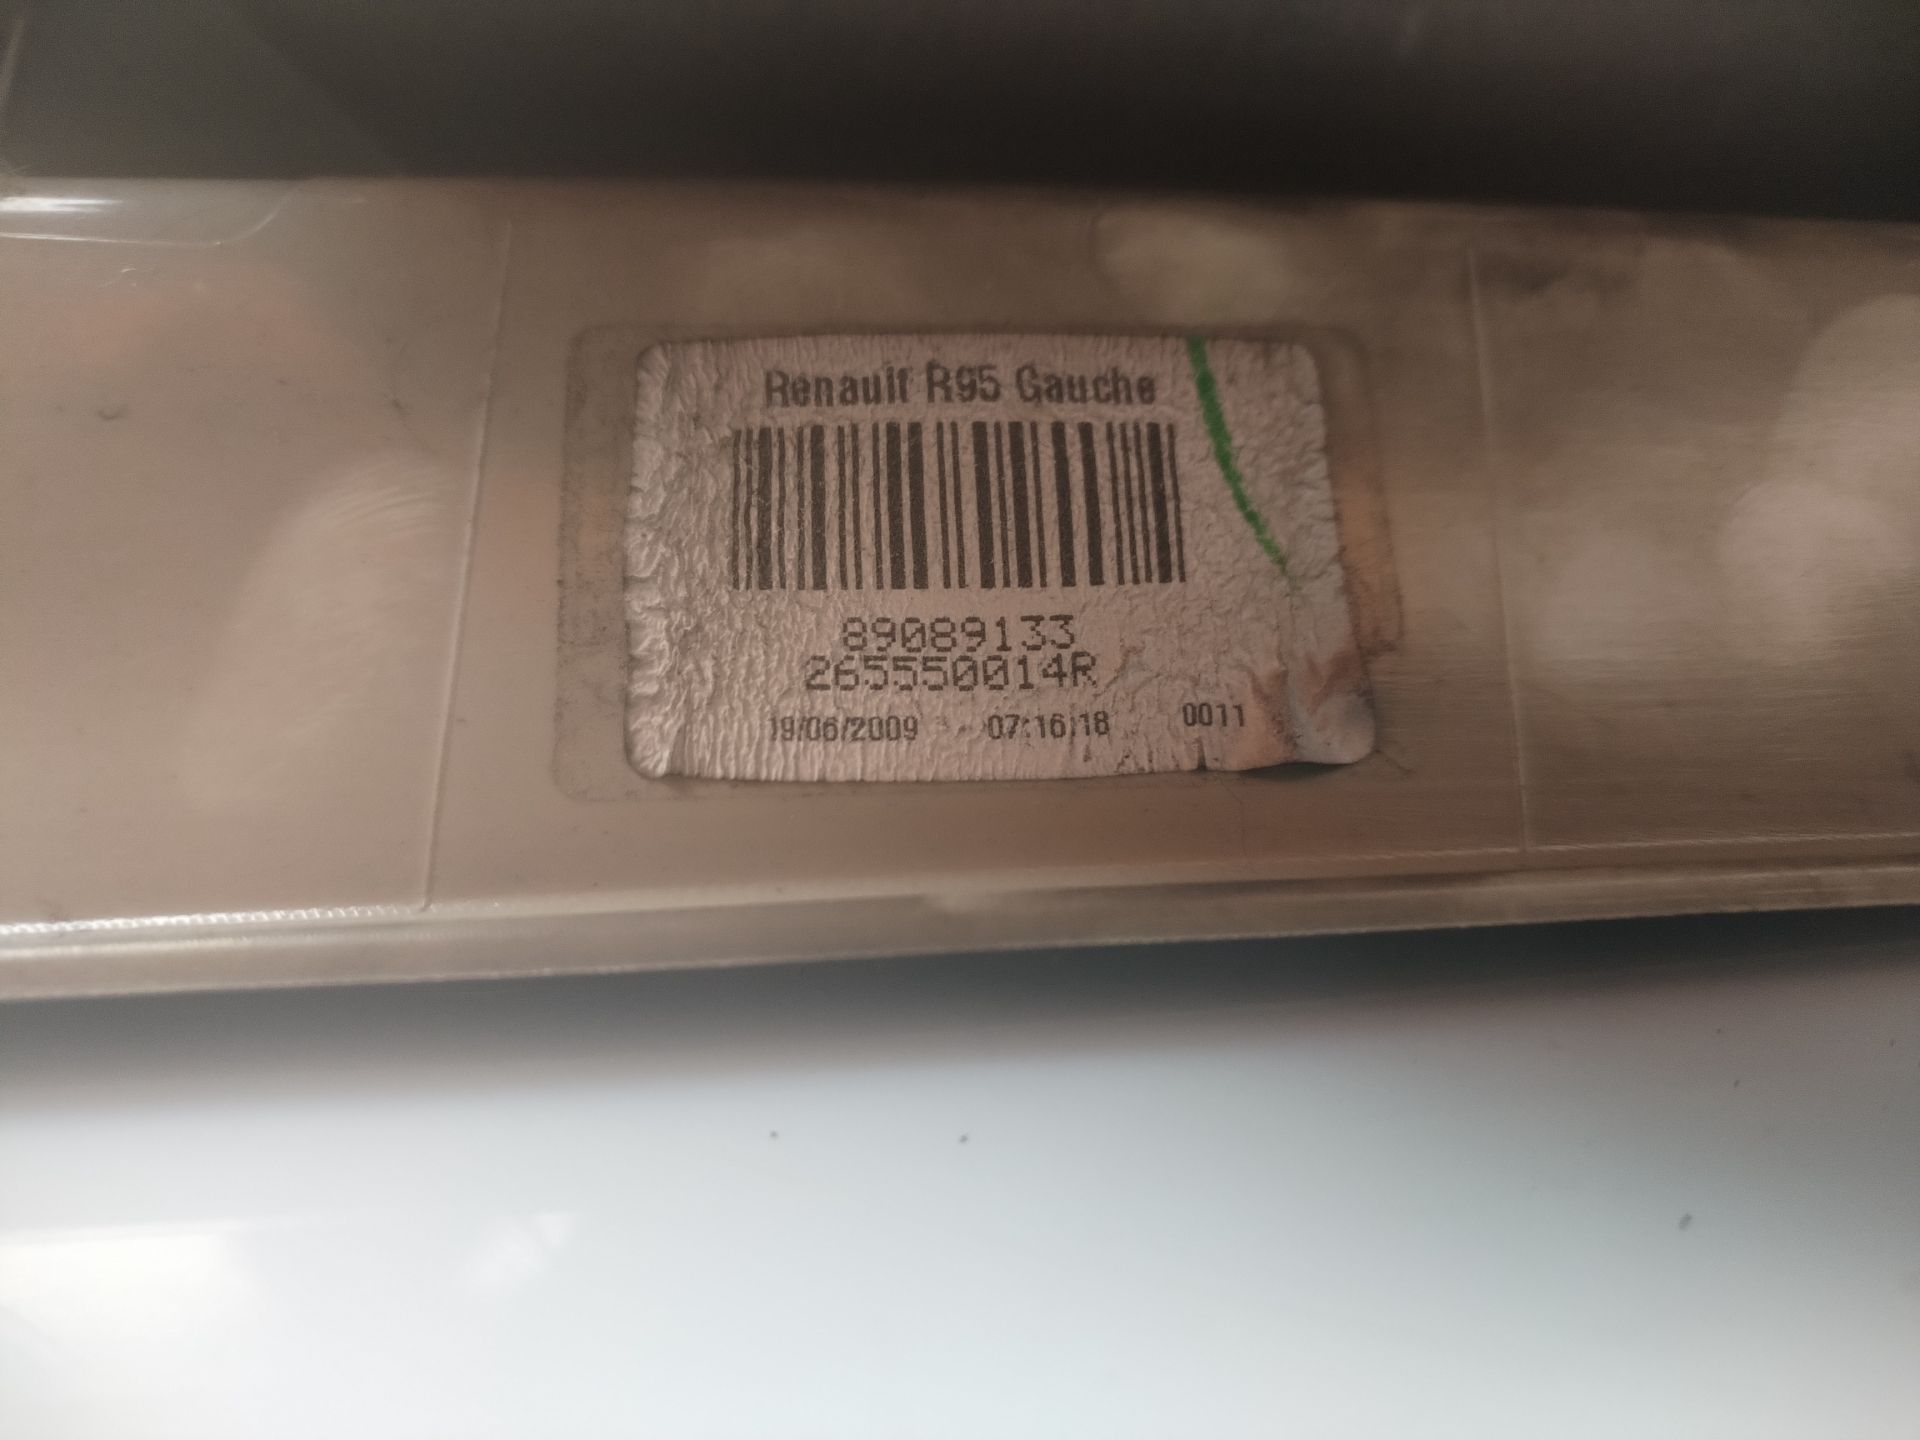 Renault R95 Gauche
89089133
265550014R
19/06/2009 07:16:18 0011